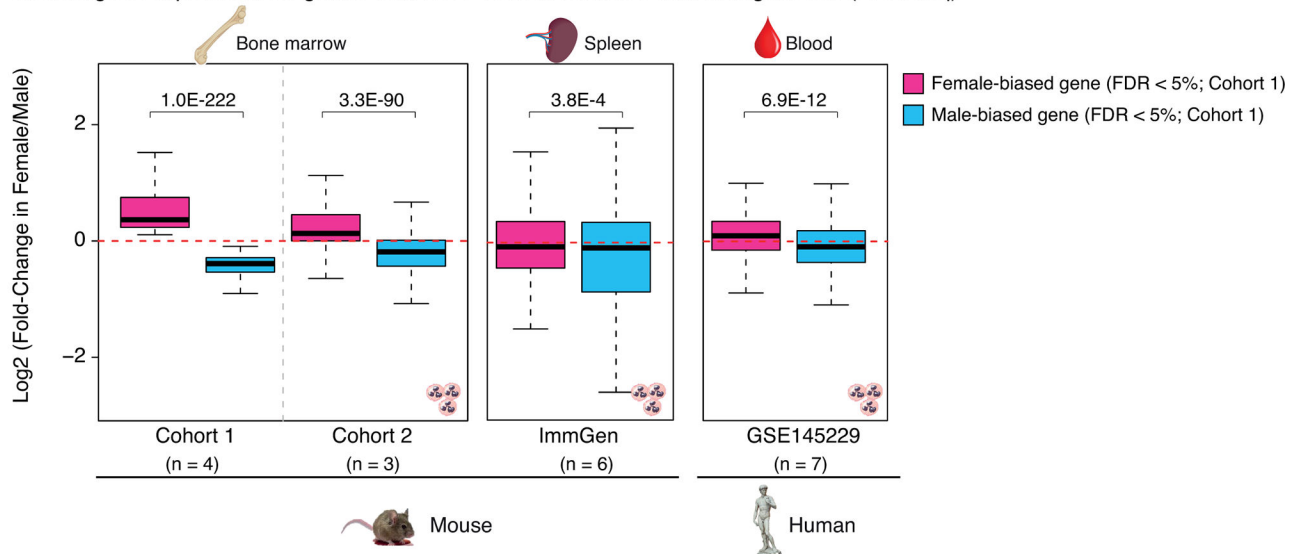 Bone marrow
Spleen
Blood
Log2 (Fold-Change in Female/Male)
2
0
−2
1.0E-222
3.3E-90
3.8E-4
6.9E-12
Female-biased gene (FDR < 5%; Cohort 1)
Male-biased gene (FDR < 5%; Cohort 1)
Cohort 1
(n = 4)
Cohort 2
(n = 3)
ImmGen
(n = 6)
GSE145229
(n = 7)
Mouse
Human